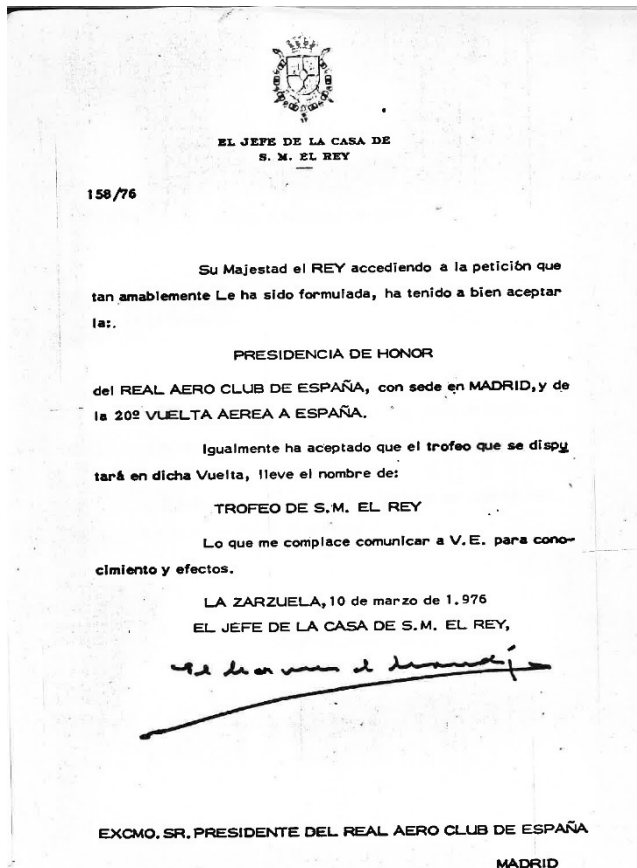 EL JEFE DE LA CASA DE
S. M. EL REY
158/76
Su Majestad el REY accediendo a la petición que
tan amablemente Le ha sido formulada, ha tenido a bien aceptar
la:.
PRESIDENCIA DE HONOR
del REAL AERO CLUB DE ESPAÑA, con sede en MADRID, y de
la 20º VUELTA AEREA A ESPAÑA.
Igualmente ha aceptado que el trofeo que se dispu
tará en dicha Vuelta, lleve el nombre de:
TROFEO DE S.M. EL REY
Lo que me complace comunicar a V.E. para cono-
cimiento y efectos.
LA ZARZUELA, 10 de marzo de 1.976
EL JEFE DE LA CASA DE S.M. EL REY,
EXCMO. SR. PRESIDENTE DEL REAL AERO CLUB DE ESPAÑA
MADRID